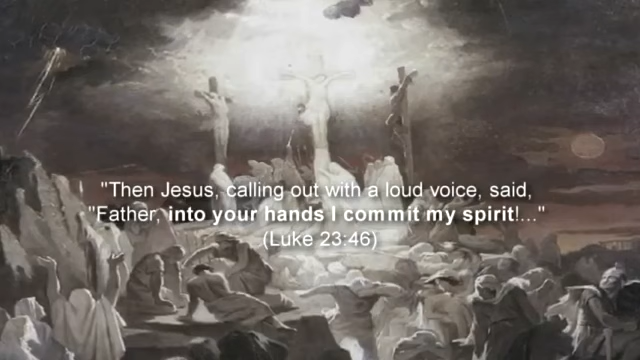 "Then Jesus, calling out with a loud voice, said,
"Father, into your hands I commit my spirit!..."
(Luke 23:46)